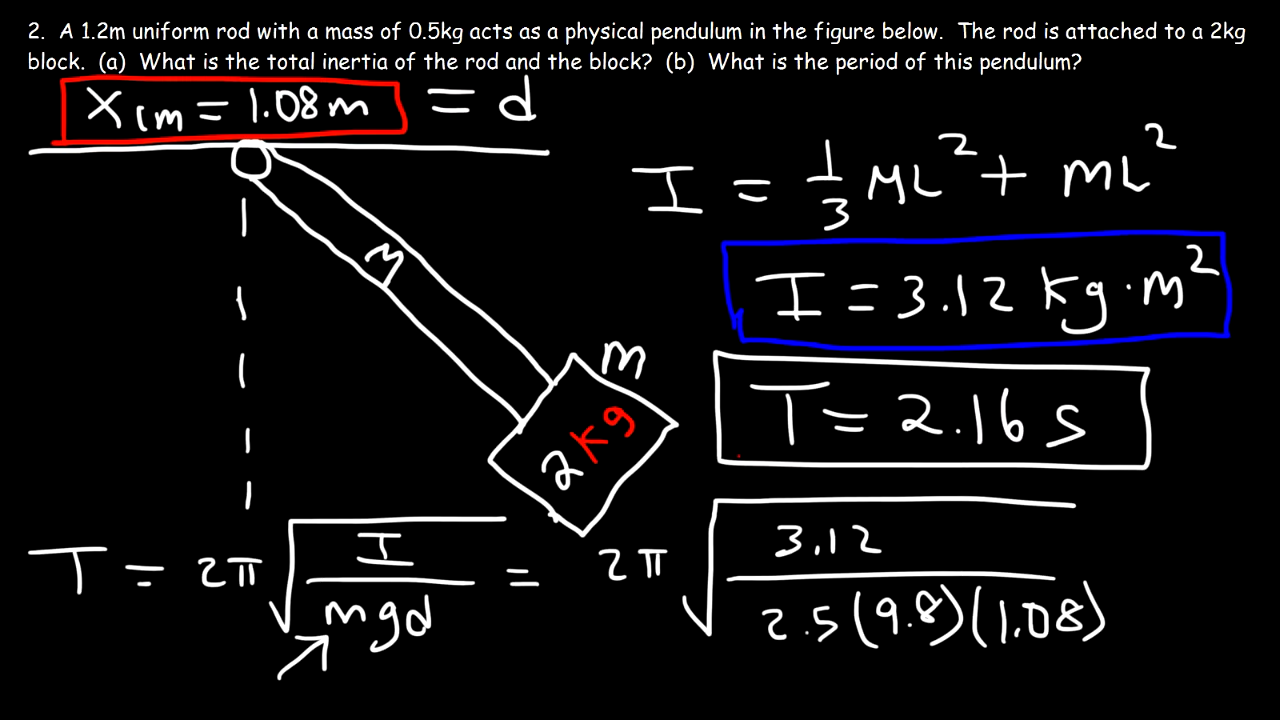 2. A 1.2m uniform rod with a mass of 0.5kg acts as a physical pendulum in the figure below. The rod is attached to a 2kg
block. (a) What is the total inertia of the rod and the block? (b) What is the period of this pendulum?
Xcm = 1.08m = d
I = 1/3 ML² + mL²
M
I = 3.12 kg·m²
m
2 kg
T = 2.16 s
T = 2π √(I / mgd) = 2π √(3.12 / 2.5(9.8)(1.08))